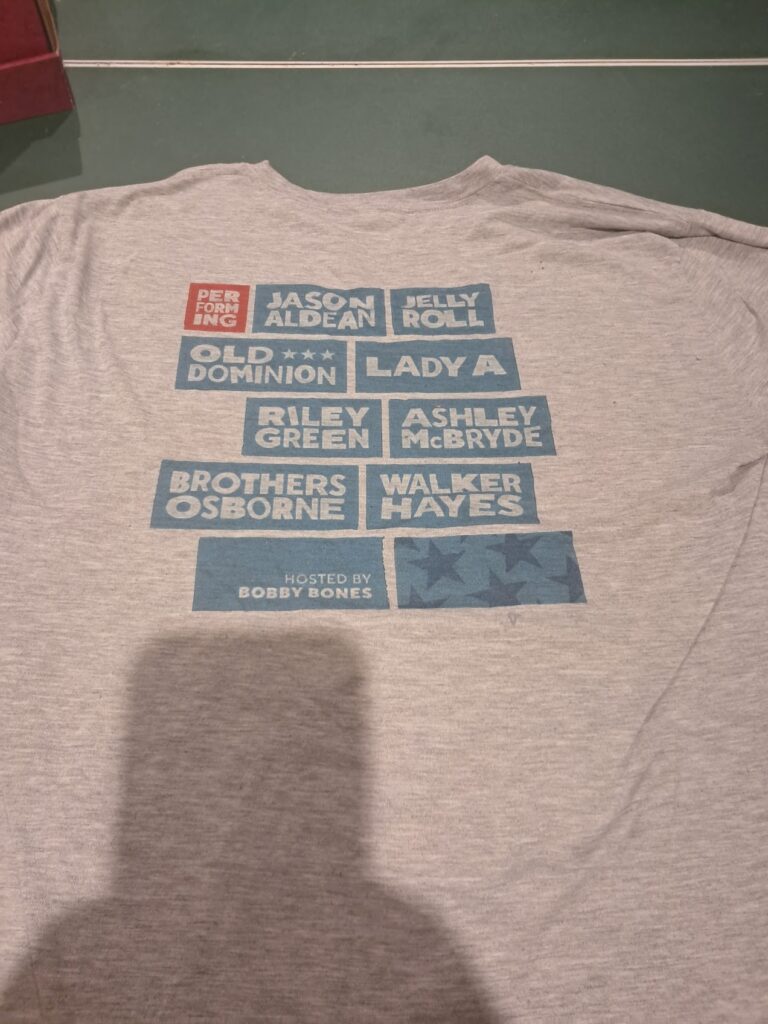 PER
FORM
ING
JASON
ALDEAN
JELLY
ROLL
OLD
DOMINION
LADY A
RILEY
GREEN
ASHLEY
McBRYDE
BROTHERS
OSBORNE
WALKER
HAYES
HOSTED BY
BOBBY BONES